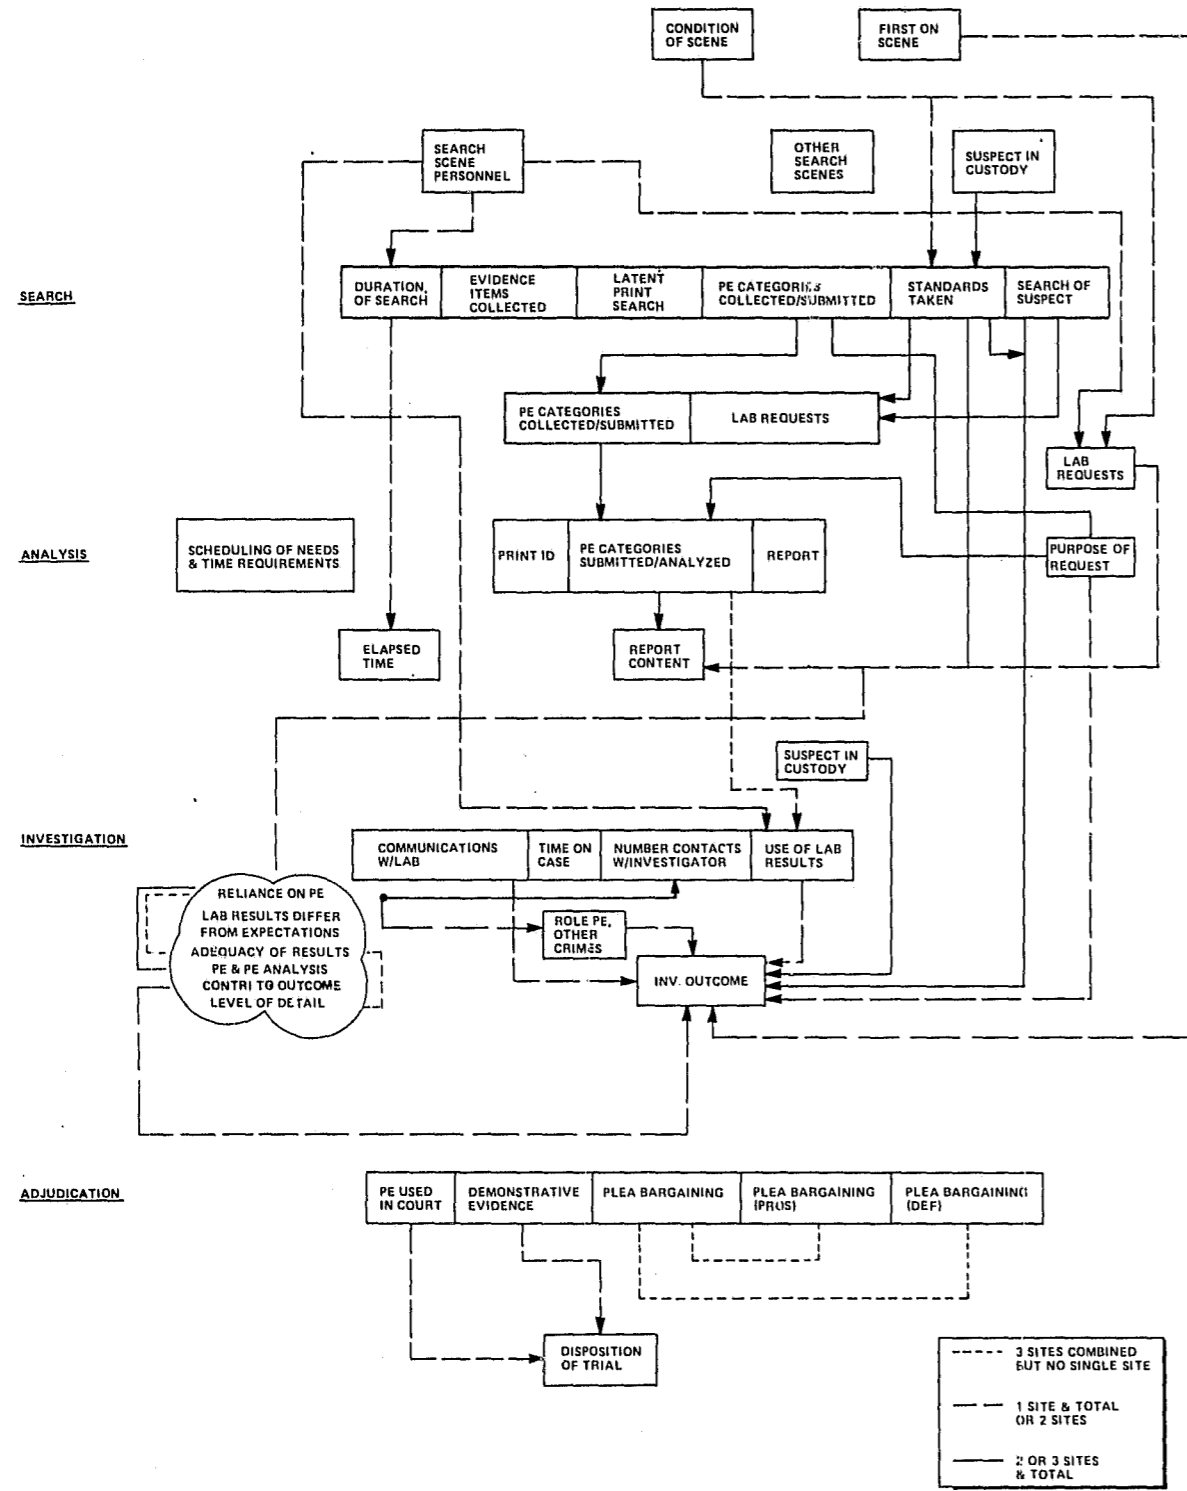 CONDITION
OF SCENE
FIRST ON
SCENE
SEARCH
SCENE
PERSONNEL
OTHER
SEARCH
SCENES
SUSPECT IN
CUSTODY
SEARCH
DURATION
OF SEARCH
EVIDENCE
ITEMS
COLLECTED
LATENT
PRINT
SEARCH
PE CATEGORIES
COLLECTED/SUBMITTED
STANDARDS
TAKEN
SEARCH OF
SUSPECT
PE CATEGORIES
COLLECTED/SUBMITTED
LAB REQUESTS
LAB
REQUESTS
ANALYSIS
SCHEDULING OF NEEDS
& TIME REQUIREMENTS
PRINT ID
PE CATEGORIES
SUBMITTED/ANALYZED
REPORT
PURPOSE OF
REQUEST
ELAPSED
TIME
REPORT
CONTENT
SUSPECT IN
CUSTODY
INVESTIGATION
COMMUNICATIONS
W/LAB
TIME ON
CASE
NUMBER CONTACTS
W/INVESTIGATOR
USE OF LAB
RESULTS
RELIANCE ON PE
LAB RESULTS DIFFER
FROM EXPECTATIONS
ADEQUACY OF RESULTS
PE & PE ANALYSIS
CONTRI TO OUTCOME
LEVEL OF DETAIL
ROLE PE,
OTHER
CRIMES
INV. OUTCOME
ADJUDICATION
PE USED
IN COURT
DEMONSTRATIVE
EVIDENCE
PLEA BARGAINING
PLEA BARGAINING
(PROS)
PLEA BARGAINING
(DEF)
DISPOSITION
OF TRIAL
3 SITES COMBINED
BUT NO SINGLE SITE
1 SITE & TOTAL
OR 2 SITES
2 OR 3 SITES
& TOTAL